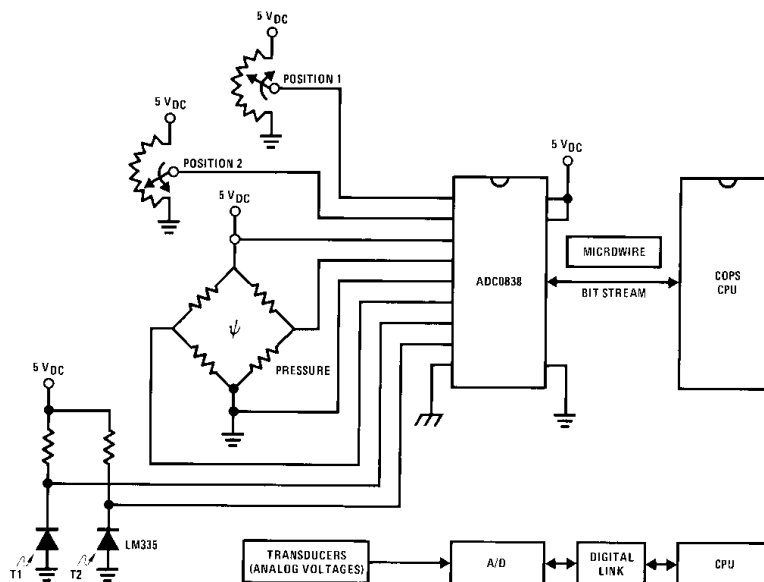 5 VDC
POSITION 1
5 VDC
POSITION 2
5 VDC
5 VDC
MICROWIRE
ADC0838
COPS
CPU
BIT STREAM
ψ
PRESSURE
5 VDC
T1
T2
LM335
TRANSDUCERS
(ANALOG VOLTAGES)
A/D
DIGITAL
LINK
CPU